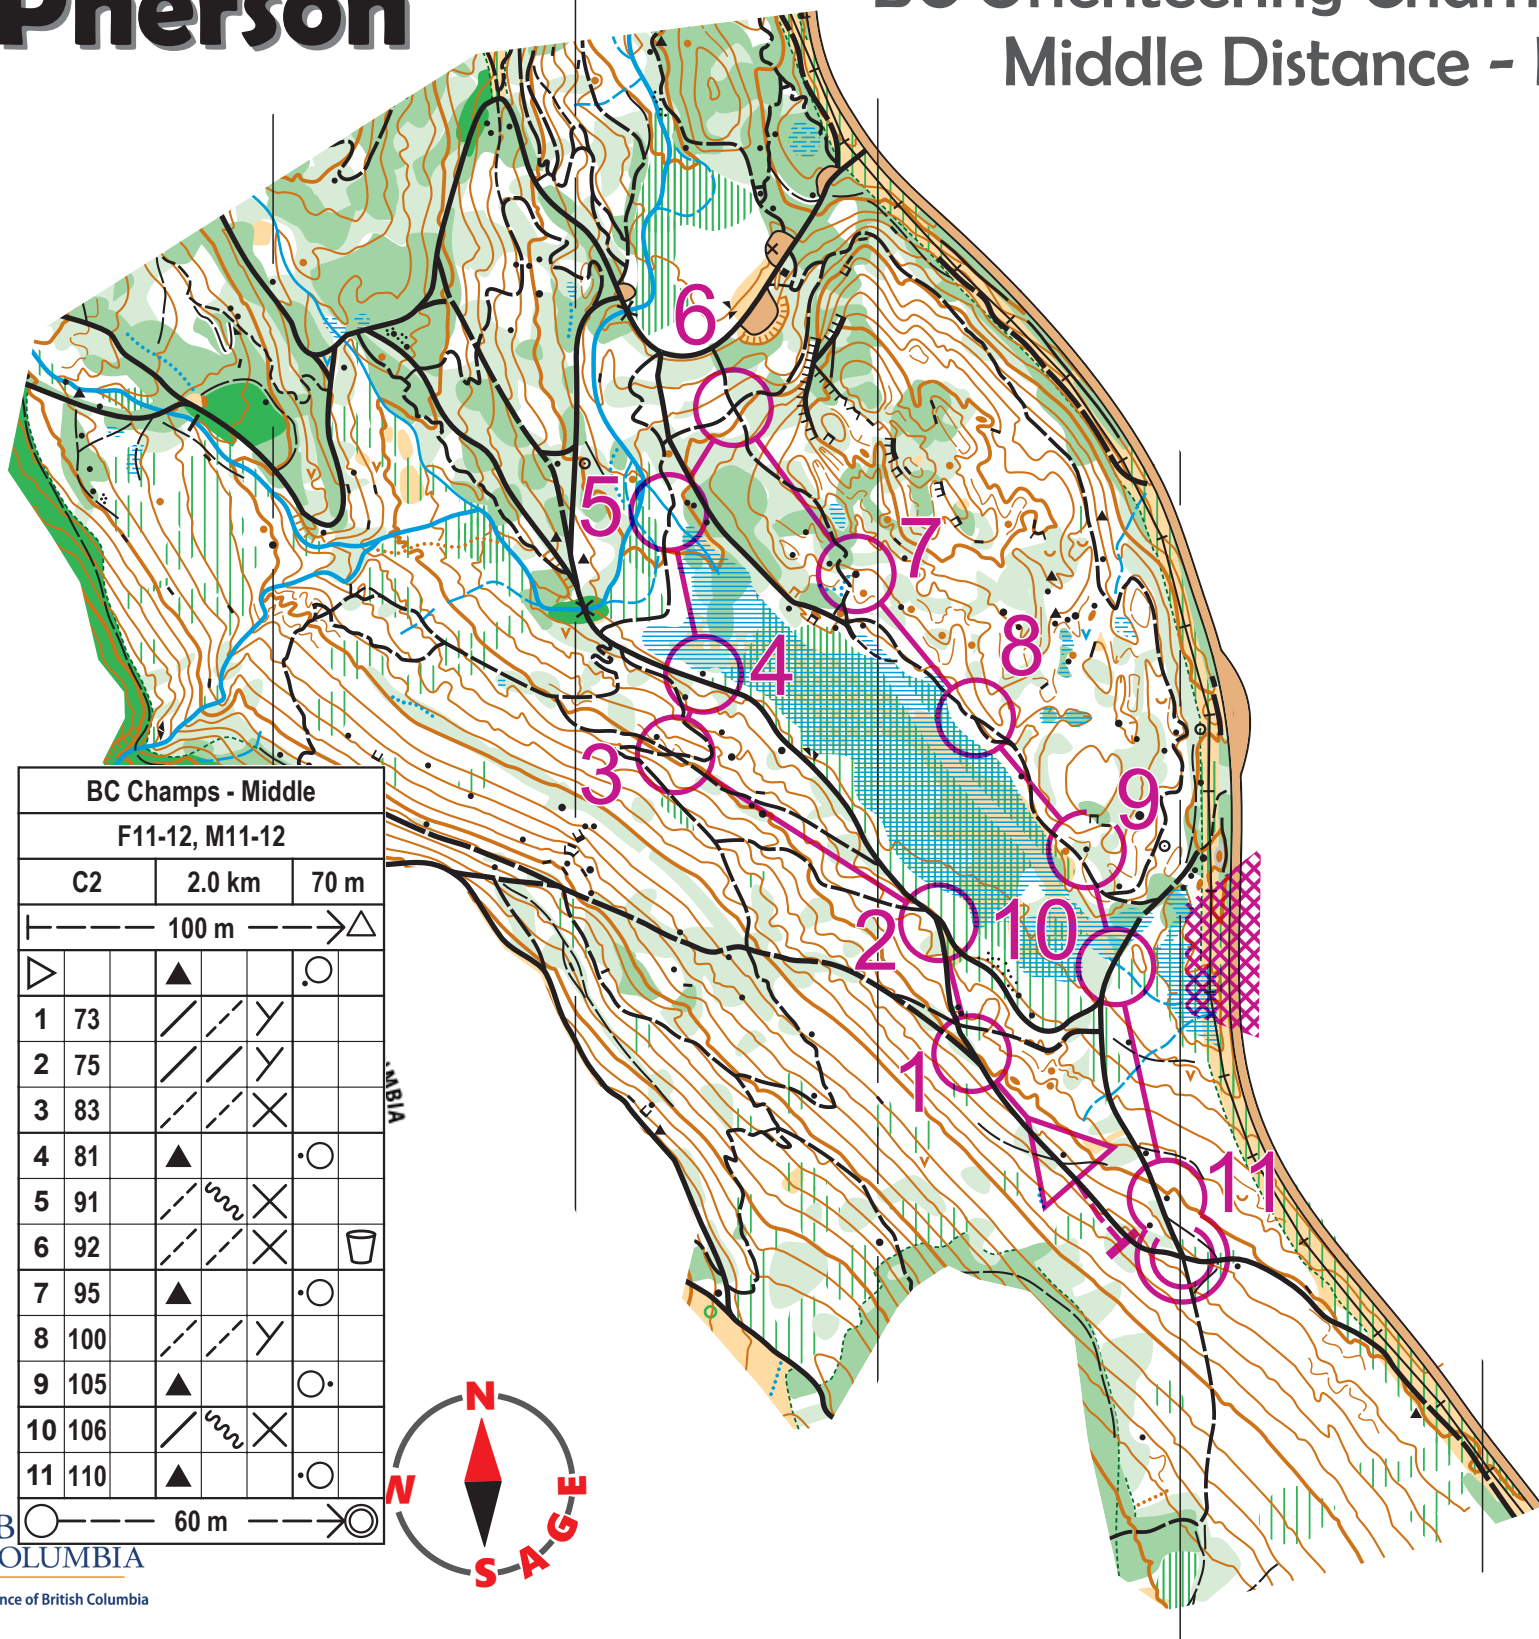 Pherson
Middle Distance -
6
5
7
8
4
3
9
2
10
1
11
BC Champs - Middle
F11-12, M11-12
C2 2.0 km 70 m
100 m
1 73
2 75
3 83
4 81
5 91
6 92
7 95
8 100
9 105
10 106
11 110
60 m
MBIA
N
W
E
S A G E
B
OLUMBIA
nce of British Columbia